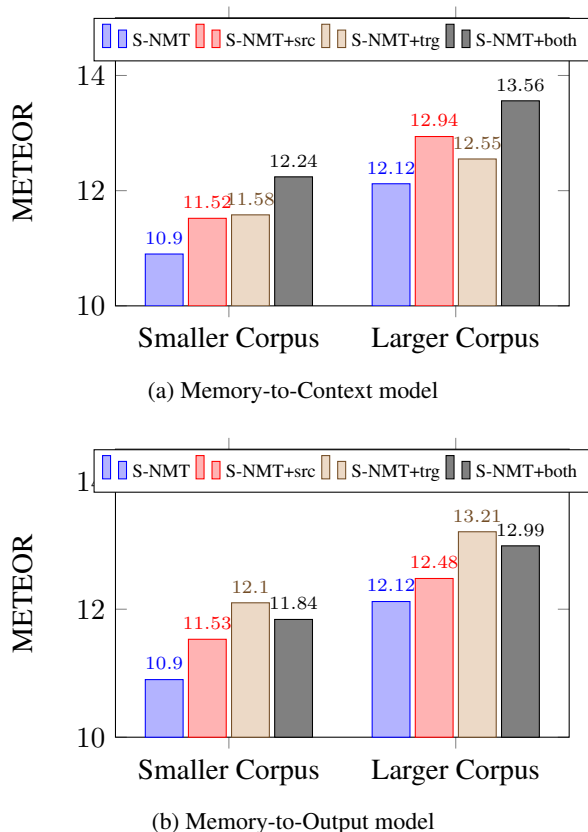 S-NMT S-NMT+src S-NMT+trg S-NMT+both
14
13.56
12.94
12.55
12.24
12.12
12
11.52
11.58
10.9
10
METEOR
Smaller Corpus Larger Corpus
(a) Memory-to-Context model
S-NMT S-NMT+src S-NMT+trg S-NMT+both
14
13.21
12.99
12.48
12.12
12.1
12
11.84
11.53
10.9
10
METEOR
Smaller Corpus Larger Corpus
(b) Memory-to-Output model